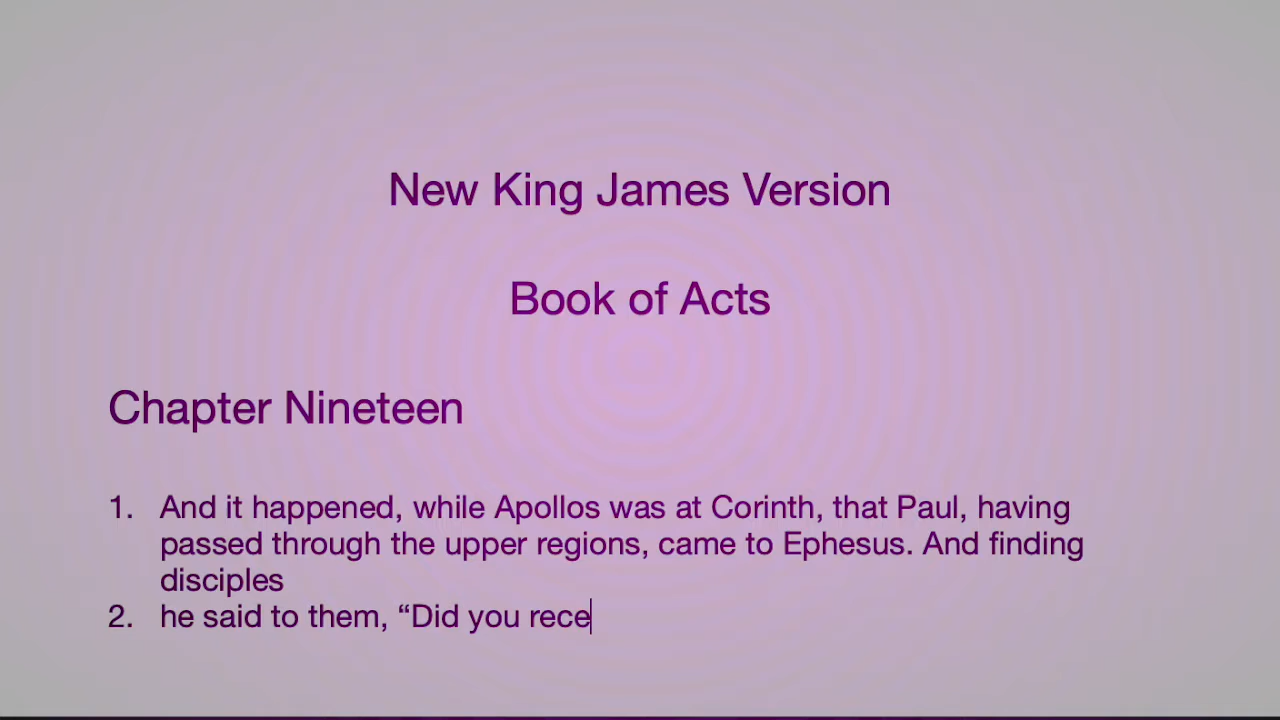 New King James Version
Book of Acts
Chapter Nineteen
1. And it happened, while Apollos was at Corinth, that Paul, having
passed through the upper regions, came to Ephesus. And finding
disciples
2. he said to them, “Did you rece